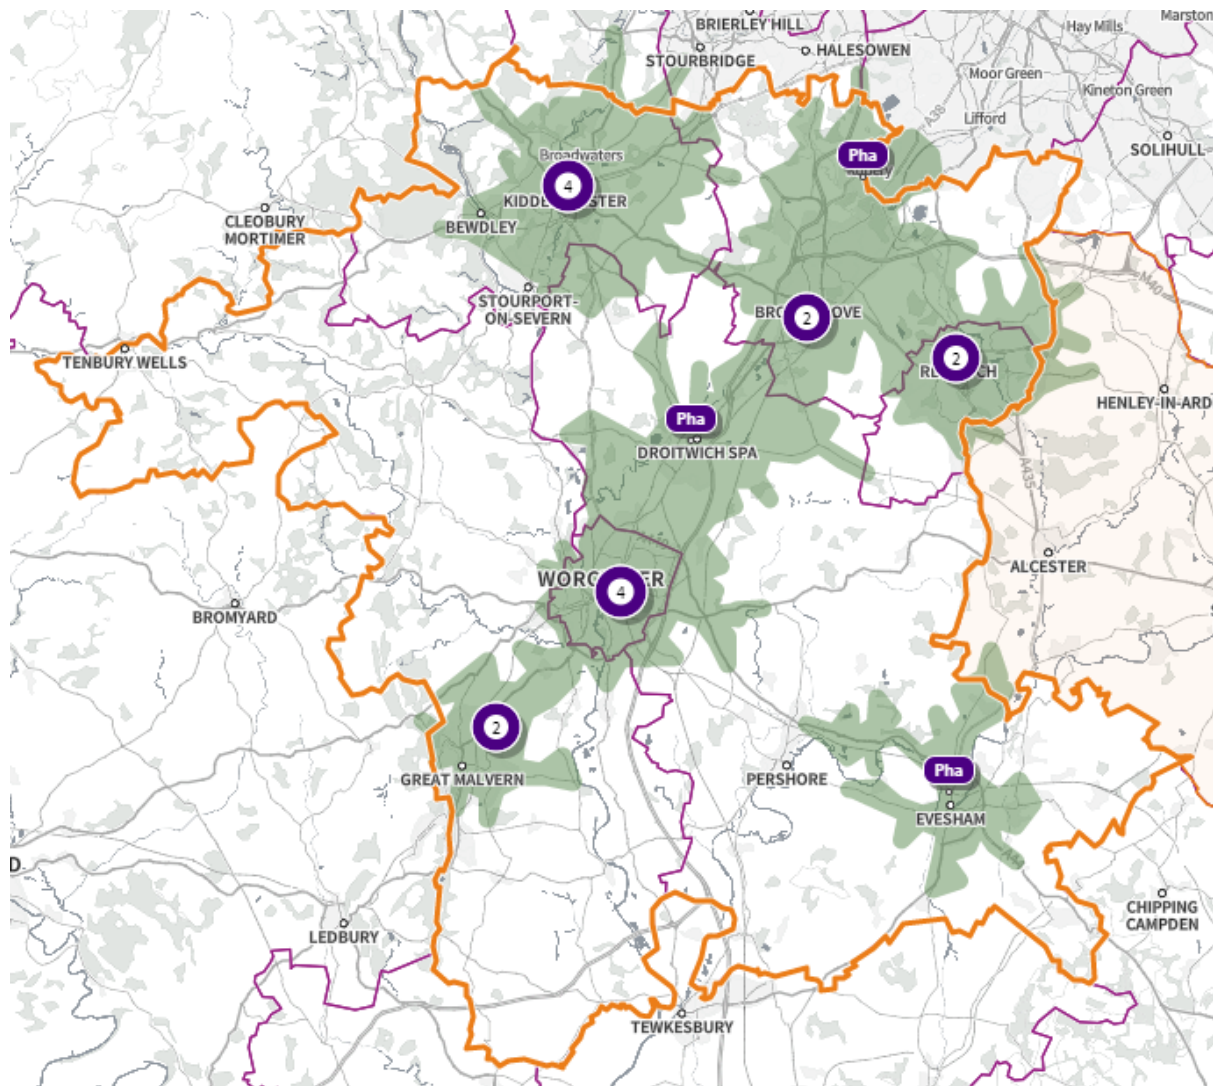 Marston
BRIERLEY HILL
Hay Mills
HALESOWEN
STOURBRIDGE
Moor Green
Kineton Green
A38
Lifford
SOLIHULL
Broadwaters
Pha
4
CLEOBURY
MORTIMER
BEWDLEY
M40
STOURPORT-
ON-SEVERN
2
TENBURY WELLS
2
HENLEY-IN-ARD
Pha
DROITWICH SPA
A435
ALCESTER
4
BROMYARD
2
GREAT MALVERN
PERSHORE
Pha
EVESHAM
D
CHIPPING
CAMPDEN
LEDBURY
TEWKESBURY